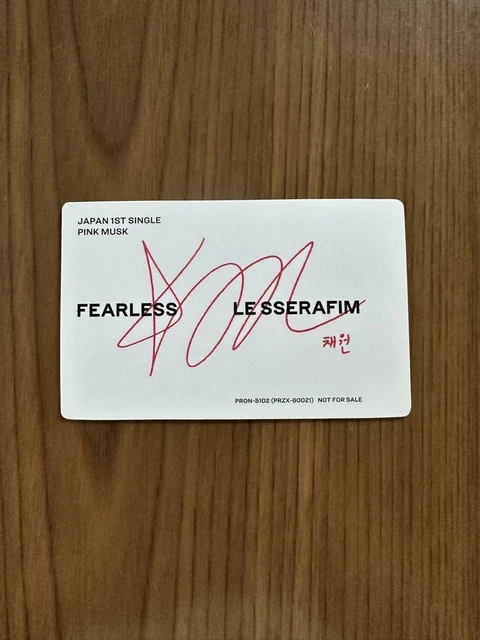 JAPAN 1ST SINGLE
PINK MUSK
FEARLESS LE SSERAFIM
채원
PRON-5102 (PRZX-60021) NOT FOR SALE